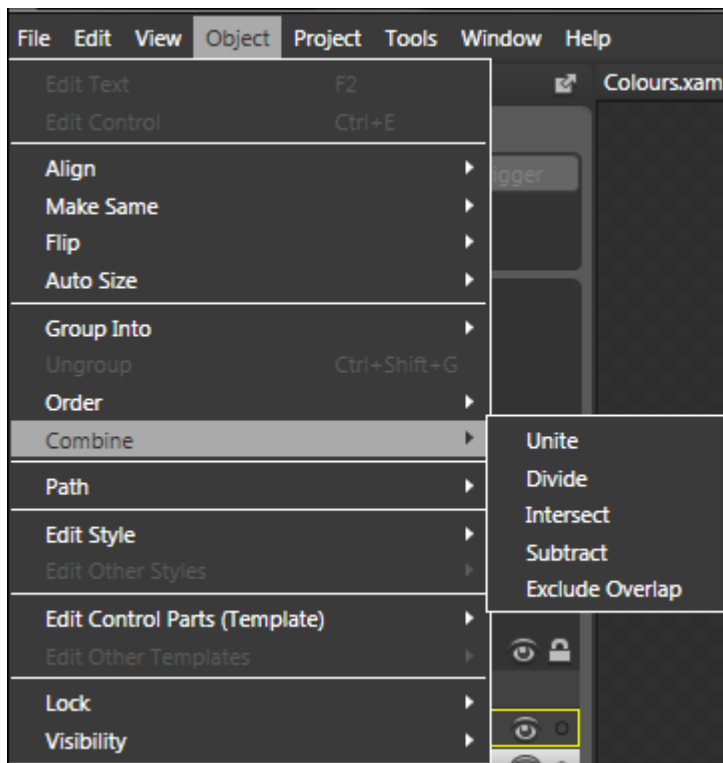 File Edit View Object Project Tools Window Help
Edit Text F2
Colours.xam
Edit Control Ctrl+E
Align
igger
Make Same
Flip
Auto Size
Group Into
Ungroup Ctrl+Shift+G
Order
Combine
Unite
Divide
Path
Intersect
Edit Style
Subtract
Edit Other Styles
Exclude Overlap
Edit Control Parts (Template)
Edit Other Templates
Lock
Visibility